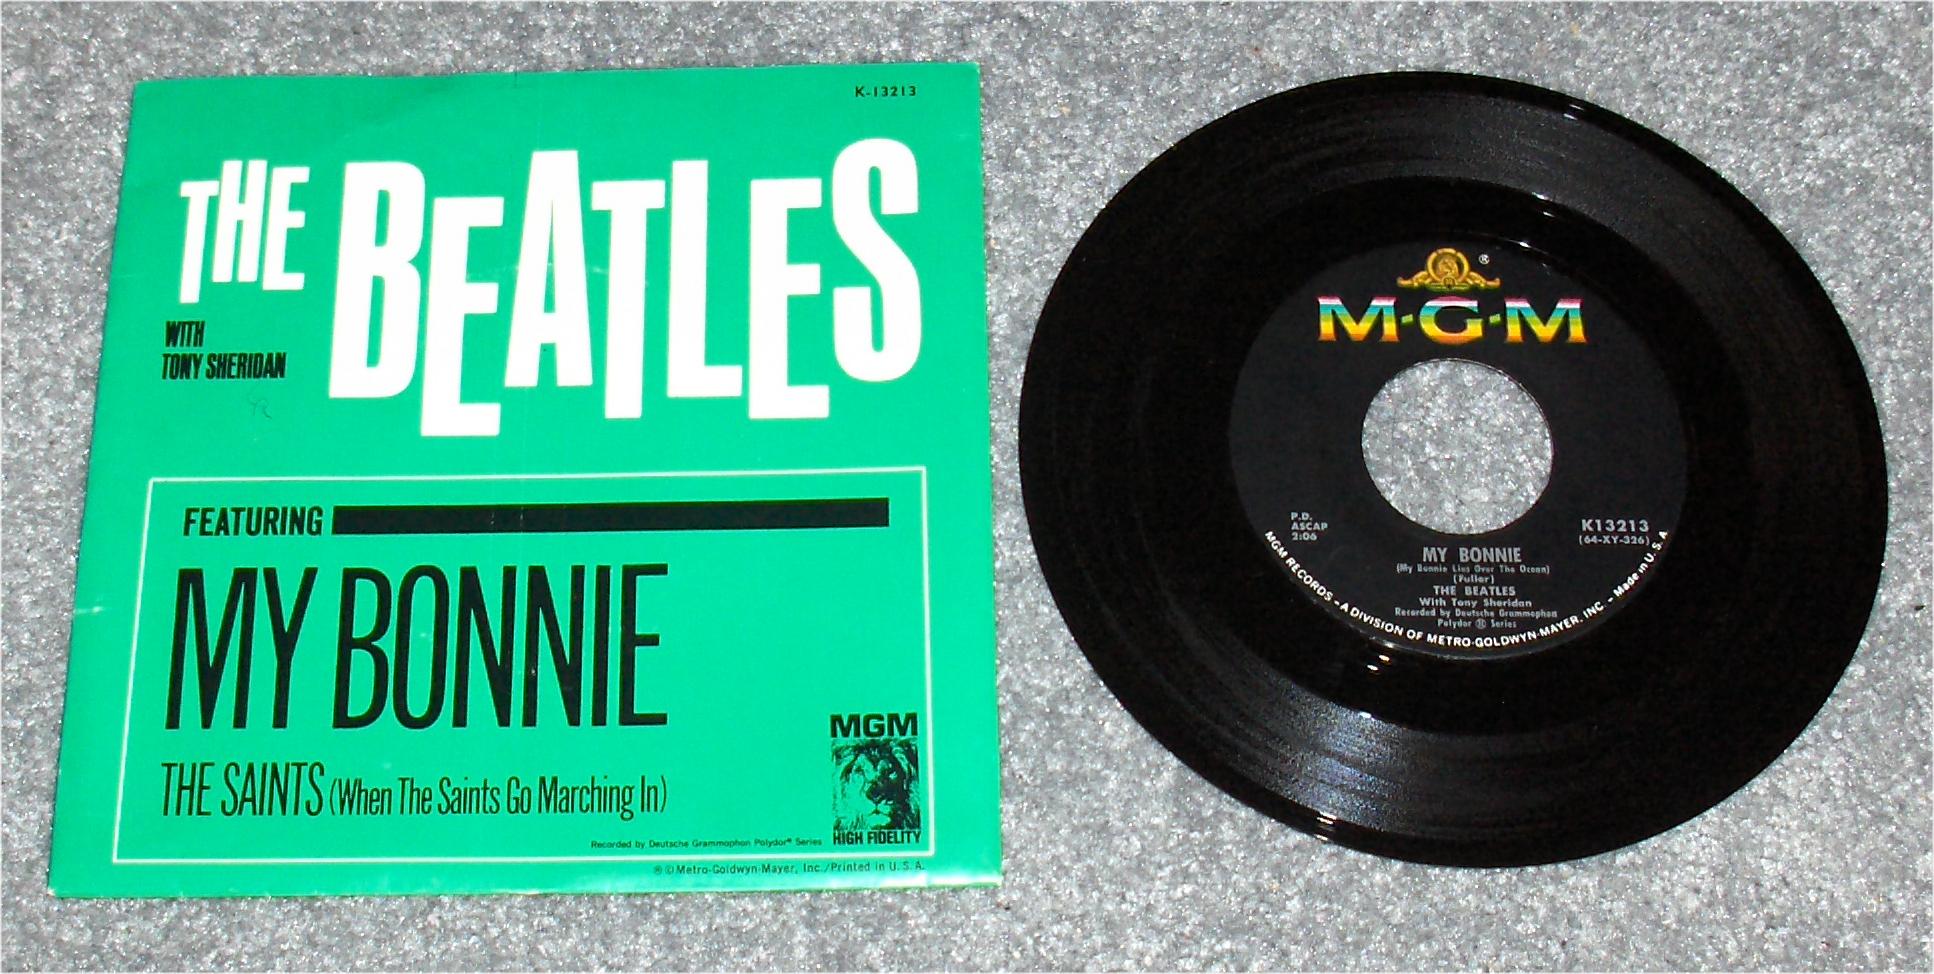 K-13213
THE BEATLES
WITH
TONY SHERIDAN
FEATURING
MY BONNIE
THE SAINTS (When The Saints Go Marching In)
MGM
HIGH FIDELITY
Recorded by Deutsche Grammophon Polydor® Series
℗ © Metro-Goldwyn-Mayer, Inc./Printed in U.S.A.
®
M-G-M
P.D.
ASCAP
2:06
K13213
(64-XY-326)
MY BONNIE
(My Bonnie Lies Over The Ocean)
(Fuller)
THE BEATLES
With Tony Sheridan
Recorded by Deutsche Grammophon
Polydor ® Series
MGM RECORDS - A DIVISION OF METRO-GOLDWYN-MAYER, INC. - Made in U.S.A